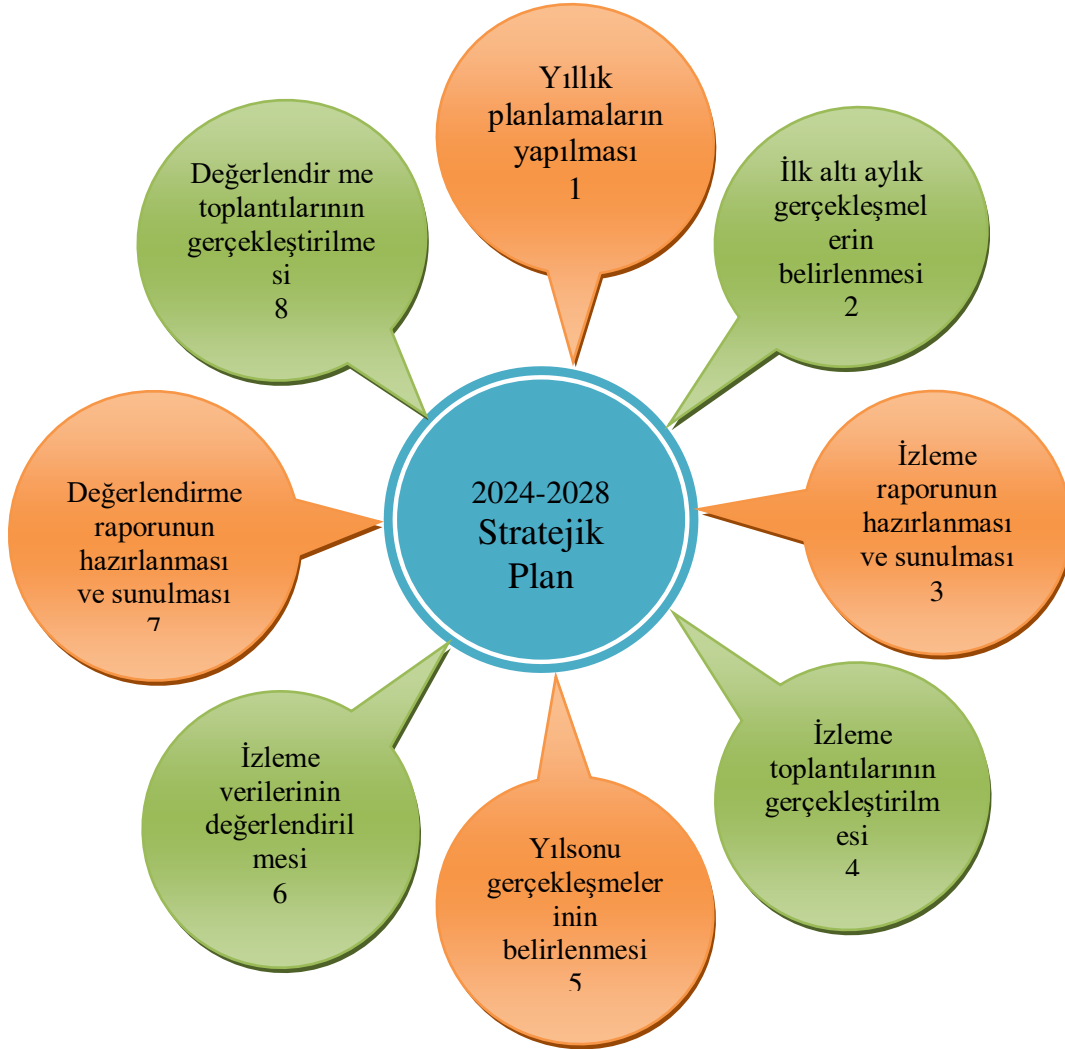 Yıllık
planlamaların
yapılması
1
İlk altı aylık
gerçekleşmel
erin
belirlenmesi
2
İzleme
raporunun
hazırlanması
ve sunulması
3
İzleme
toplantılarının
gerçekleştirilm
esi
4
Yılsonu
gerçekleşmeler
inin
belirlenmesi
5
İzleme
verilerinin
değerlendiril
mesi
6
Değerlendirme
raporunun
hazırlanması
ve sunulması
7
Değerlendir me
toplantılarının
gerçekleştirilme
si
8
2024-2028
Stratejik
Plan